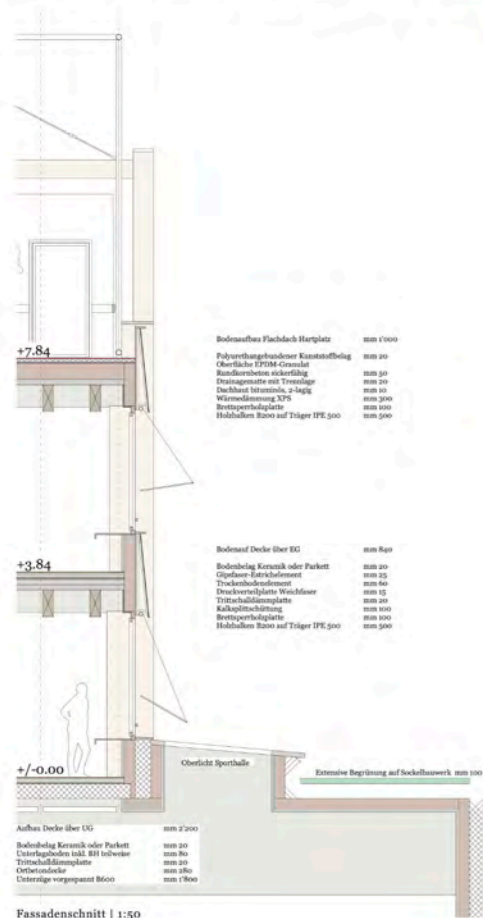 +7.84
Bodenaufbau Flachdach Hartplatz mm 1'000
Polyurethangebundener Kunststoffbelag mm 20
Oberfläche EPDM-Granulat
Rundkornbeton sickerfähig mm 50
Drainagematte mit Trennlage mm 20
Dachhaut bituminös, 2-lagig mm 10
Wärmedämmung XPS mm 300
Brettsperrholzplatte mm 100
Holzbalken B200 auf Träger IPE 500 mm 500
+3.84
Bodenauf Decke über EG mm 840
Bodenbelag Keramik oder Parkett mm 20
Gipsfaser-Estrichelement mm 25
Trockenbodenelement mm 60
Druckverteilplatte Weichfaser mm 15
Trittschalldämmplatte mm 20
Kalksplittschüttung mm 100
Brettsperrholzplatte mm 100
Holzbalken B200 auf Träger IPE 500 mm 500
+/-0.00
Oberlicht Sporthalle
Extensive Begrünung auf Sockelbauwerk mm 100
Aufbau Decke über UG mm 2'200
Bodenbelag Keramik oder Parkett mm 20
Unterlagsboden inkl. BH teilweise mm 80
Trittschalldämmplatte mm 20
Ortbetondecke mm 280
Unterzüge vorgespannt B600 mm 1'800
Fassadenschnitt | 1:50